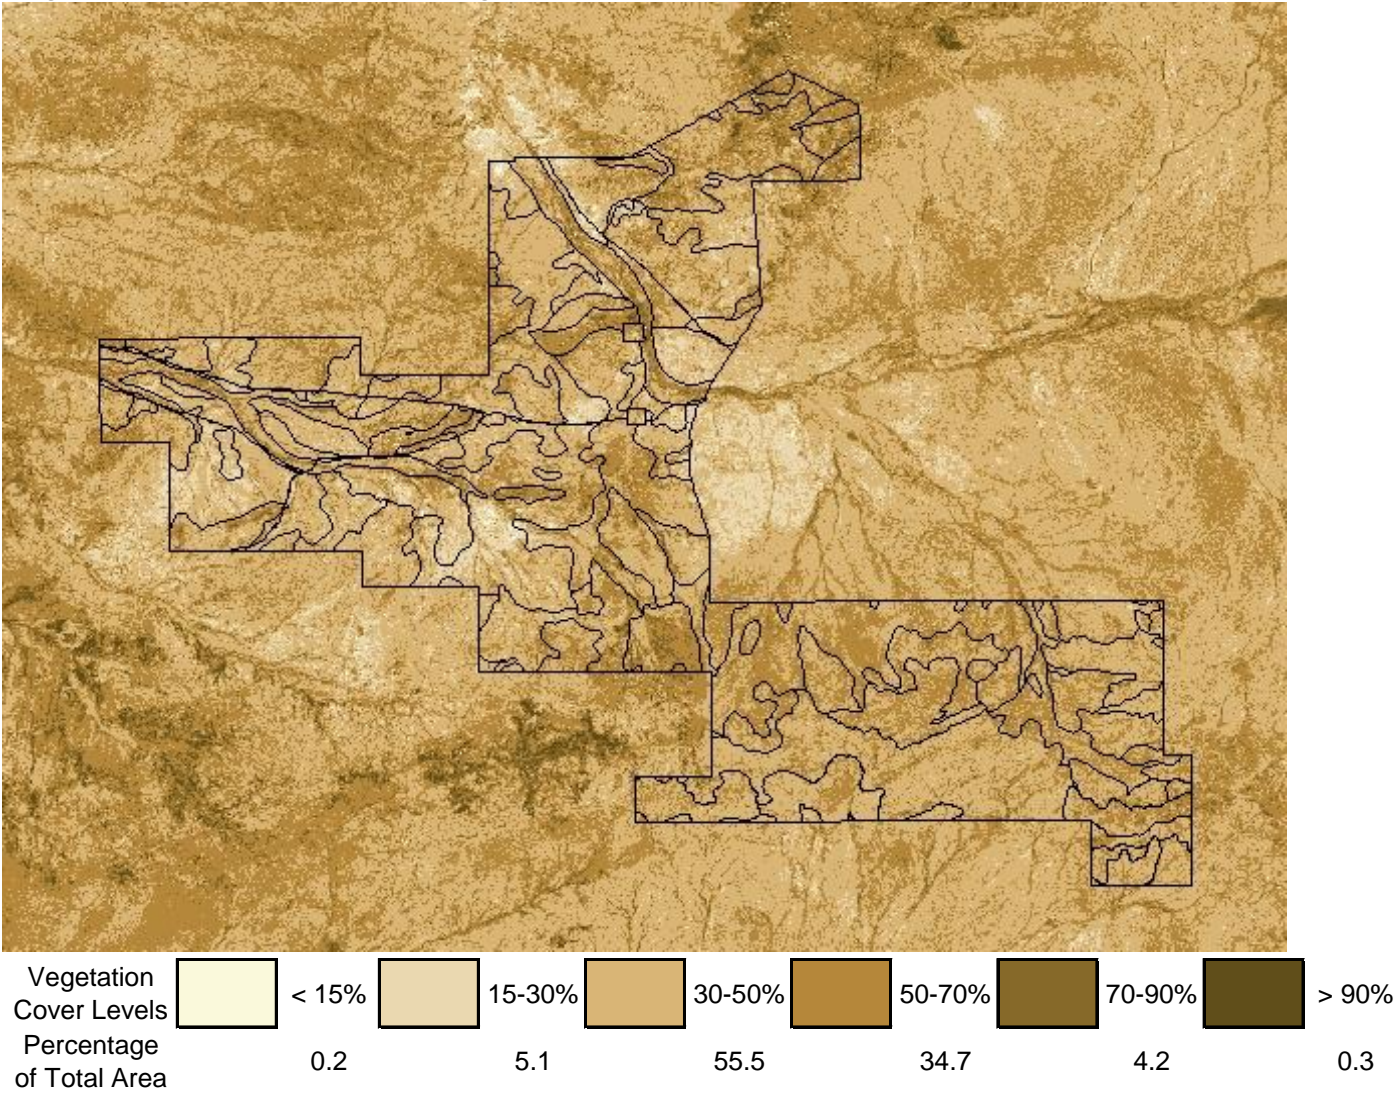 Vegetation
Cover Levels
< 15% 15-30% 30-50% 50-70% 70-90% > 90%
Percentage
of Total Area
0.2 5.1 55.5 34.7 4.2 0.3